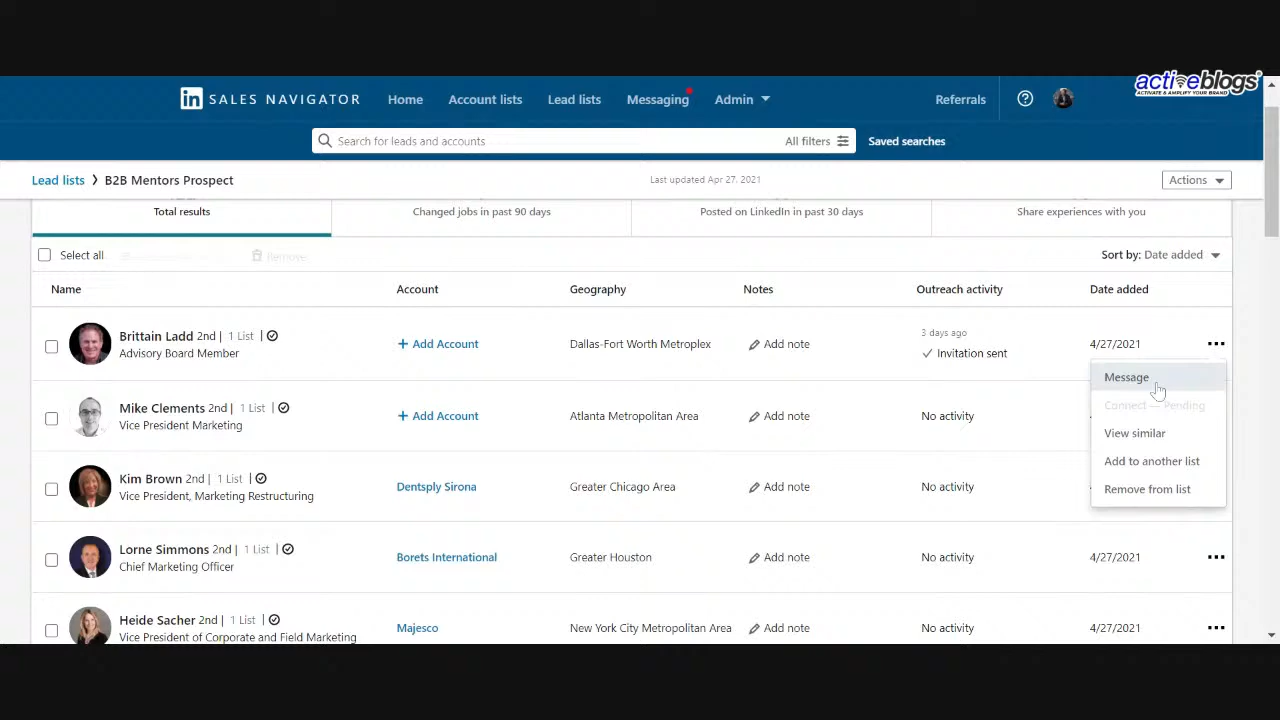 activeblogs
ACTIVATE & AMPLIFY YOUR BRAND
in SALES NAVIGATOR Home Account lists Lead lists Messaging Admin Referrals
Search for leads and accounts All filters Saved searches
Lead lists > B2B Mentors Prospect Last updated Apr 27, 2021 Actions
Total results Changed jobs in past 90 days Posted on LinkedIn in past 30 days Share experiences with you
Select all Remove Sort by: Date added
Name Account Geography Notes Outreach activity Date added
Brittain Ladd 2nd | 1 List |
Advisory Board Member
+ Add Account Dallas-Fort Worth Metroplex Add note
3 days ago
Invitation sent
4/27/2021
Message
Connect — Pending
View similar
Add to another list
Remove from list
Mike Clements 2nd | 1 List |
Vice President Marketing
+ Add Account Atlanta Metropolitan Area Add note No activity
Kim Brown 2nd | 1 List |
Vice President, Marketing Restructuring
Dentsply Sirona Greater Chicago Area Add note No activity
Lorne Simmons 2nd | 1 List |
Chief Marketing Officer
Borets International Greater Houston Add note No activity 4/27/2021
Heide Sacher 2nd | 1 List |
Vice President of Corporate and Field Marketing
Majesco New York City Metropolitan Area Add note No activity 4/27/2021